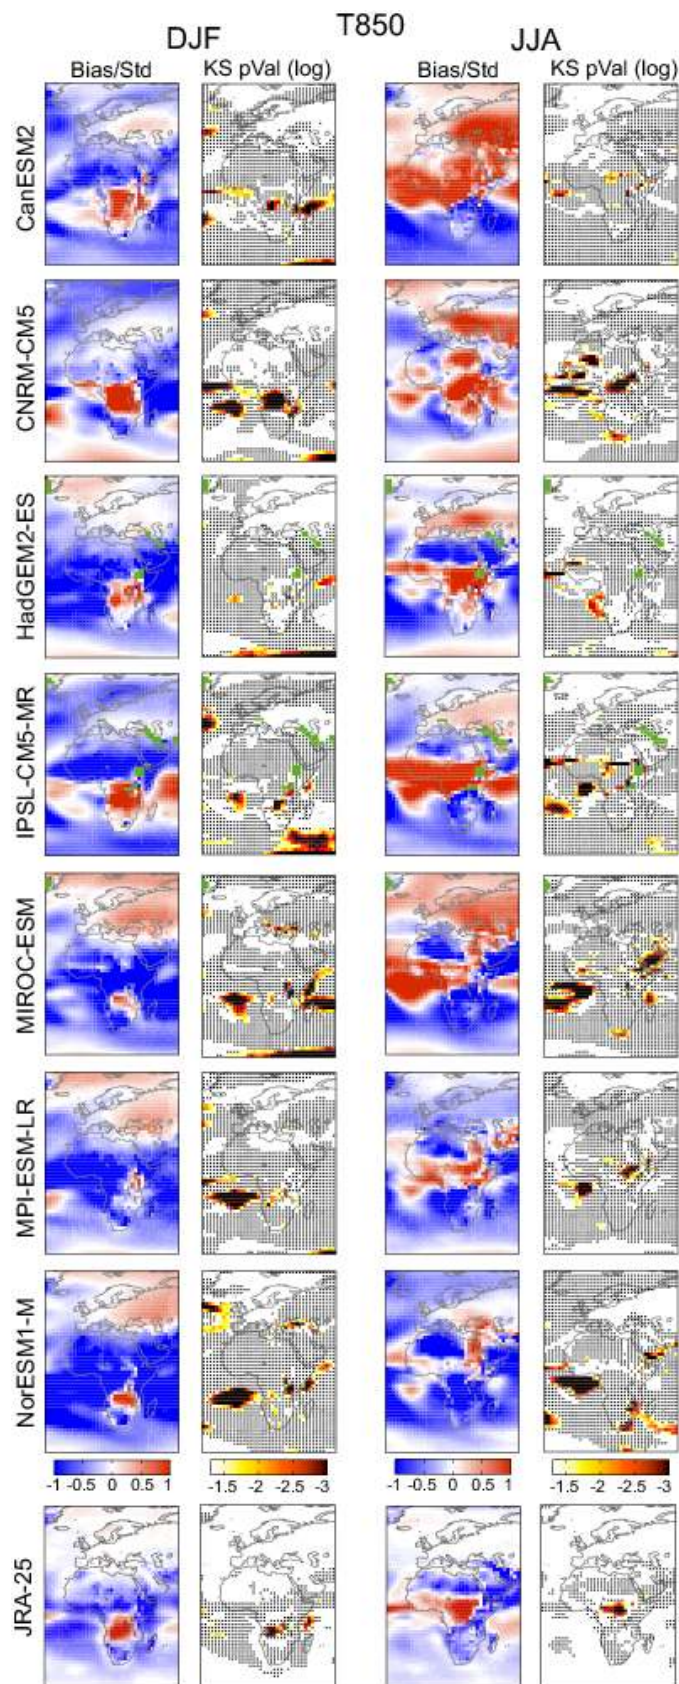 T850
DJF JJA
Bias/Std KS pVal (log) Bias/Std KS pVal (log)
CanESM2
CNRM-CM5
HadGEM2-ES
IPSL-CM5-MR
MIROC-ESM
MPI-ESM-LR
NorESM1-M
-1 -0.5 0 0.5 1 -1.5 -2 -2.5 -3 -1 -0.5 0 0.5 1 -1.5 -2 -2.5 -3
JRA-25